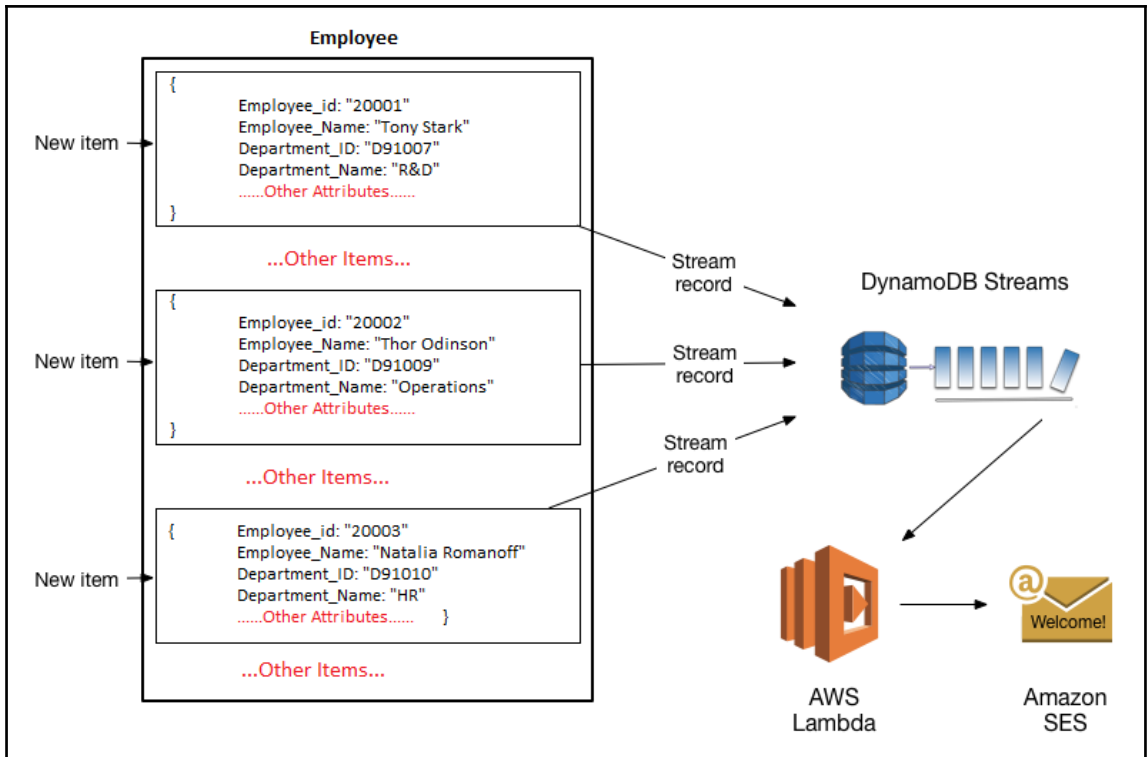 Employee
New item
{
Employee_id: "20001"
Employee_Name: "Tony Stark"
Department_ID: "D91007"
Department_Name: "R&D"
......Other Attributes......
}
...Other Items...
New item
{
Employee_id: "20002"
Employee_Name: "Thor Odinson"
Department_ID: "D91009"
Department_Name: "Operations"
......Other Attributes......
}
...Other Items...
New item
{ Employee_id: "20003"
Employee_Name: "Natalia Romanoff"
Department_ID: "D91010"
Department_Name: "HR"
......Other Attributes...... }
...Other Items...
Stream
record
Stream
record
Stream
record
DynamoDB Streams
@
Welcome!
AWS
Lambda
Amazon
SES